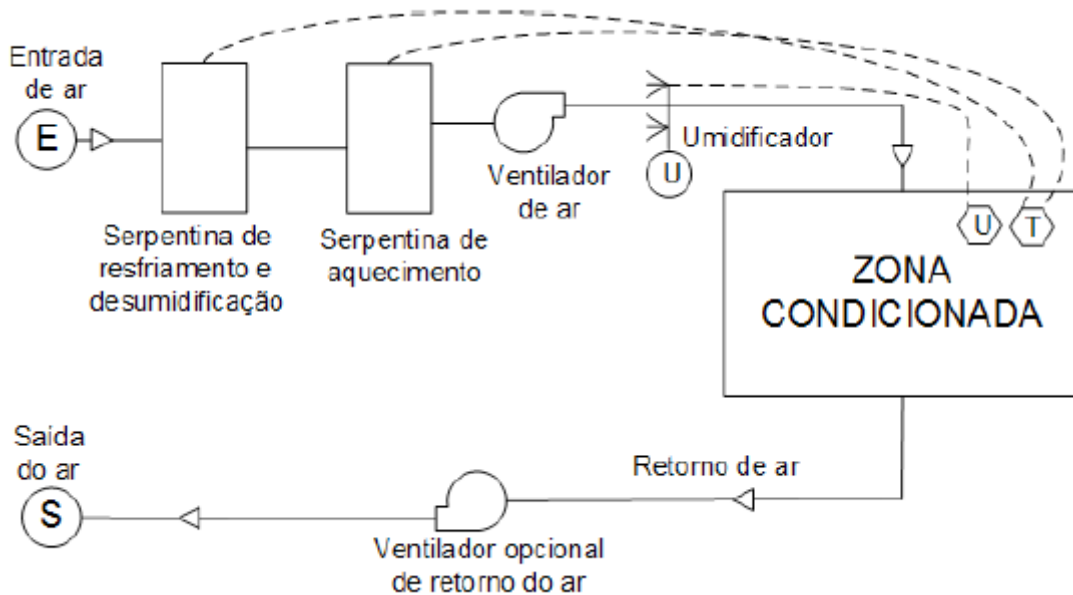 Entrada
de ar
E
Serpentina de
resfriamento e
desumidificação
Serpentina de
aquecimento
Ventilador
de ar
Umidificador
U
U
T
ZONA
CONDICIONADA
Saída
do ar
S
Retorno de ar
Ventilador opcional
de retorno do ar